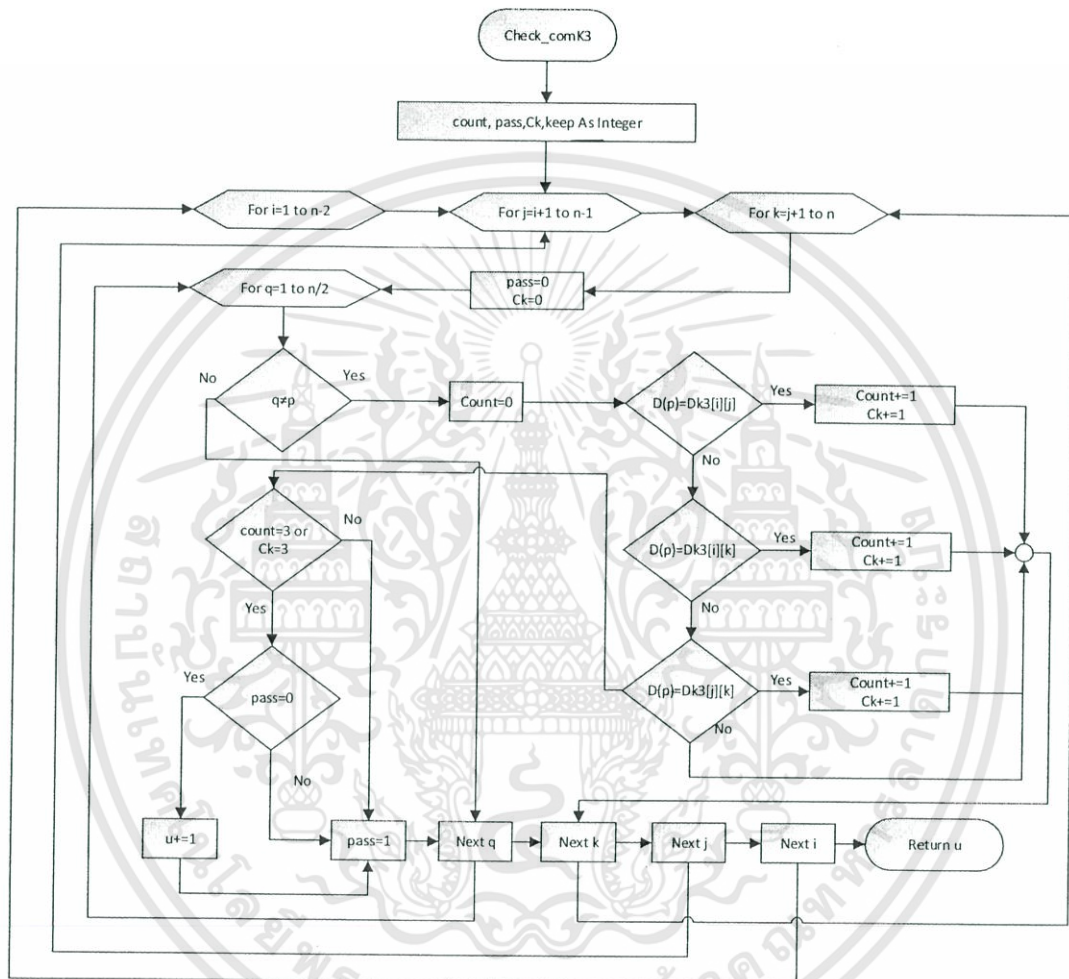 Check_comK3
count, pass,Ck,keep As Integer
For i=1 to n-2
For j=i+1 to n-1
For k=j+1 to n
For q=1 to n/2
pass=0
Ck=0
No
q≠p
Yes
Count=0
D(p)=Dk3[i][j]
Yes
Count+=1
Ck+=1
No
count=3 or
Ck=3
No
D(p)=Dk3[i][k]
Yes
Count+=1
Ck+=1
Yes
No
Yes
pass=0
D(p)=Dk3[j][k]
Yes
Count+=1
Ck+=1
No
No
u+=1
pass=1
Next q
Next k
Next j
Next i
Return u